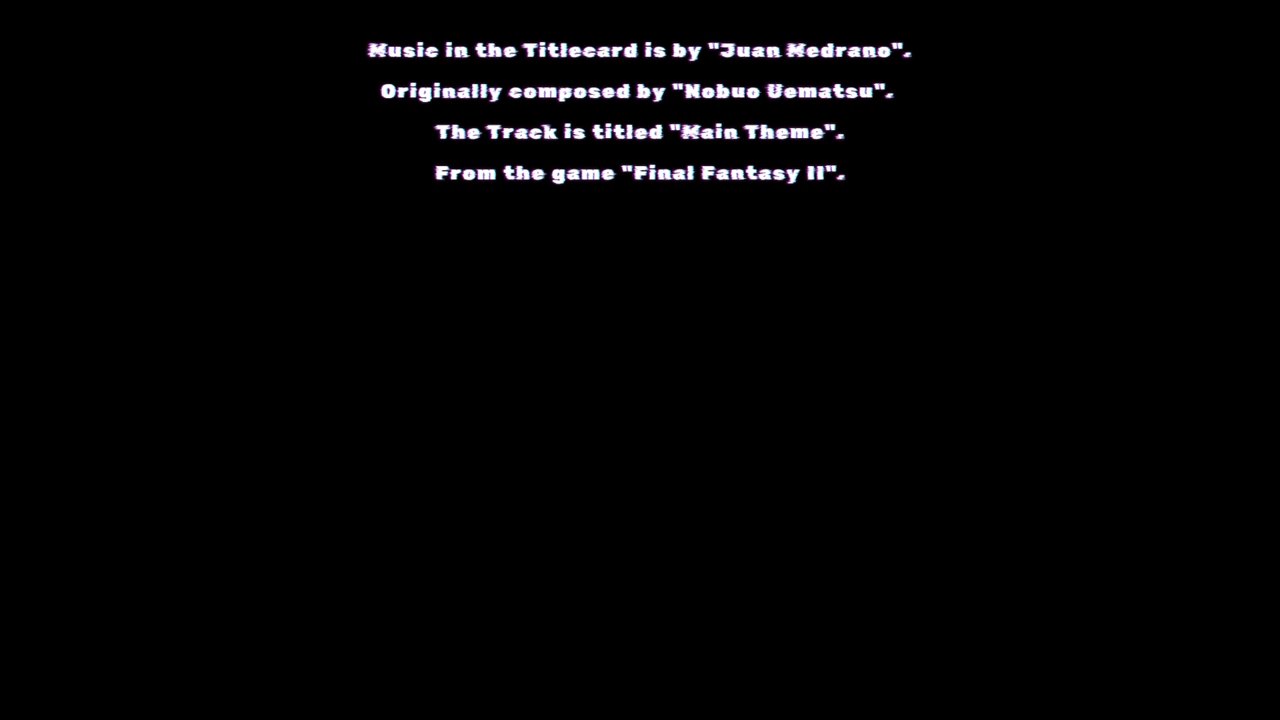 Music in the Titlecard is by "Juan Medrano".
Originally composed by "Nobuo Uematsu".
The Track is titled "Main Theme".
From the game "Final Fantasy II".